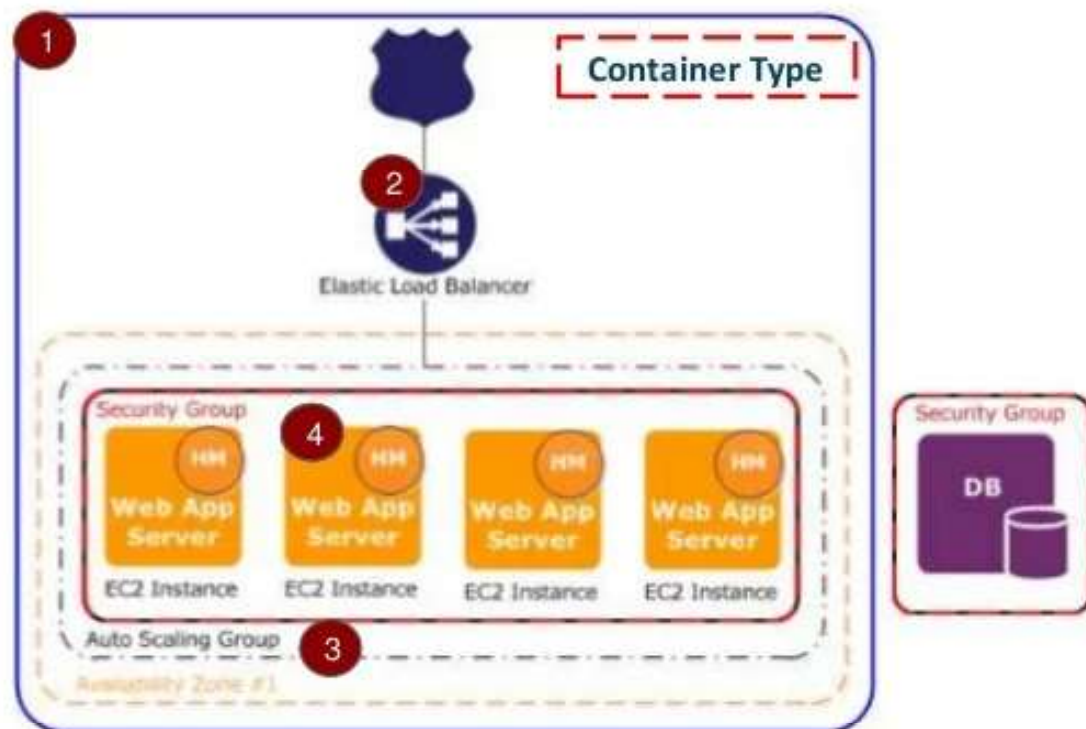 1
Container Type
2
Elastic Load Balancer
Security Group
4
HM
HM
HM
HM
Web App
Server
Web App
Server
Web App
Server
Web App
Server
EC2 Instance
EC2 Instance
EC2 Instance
EC2 Instance
Auto Scaling Group
3
Availability Zone #1
Security Group
DB